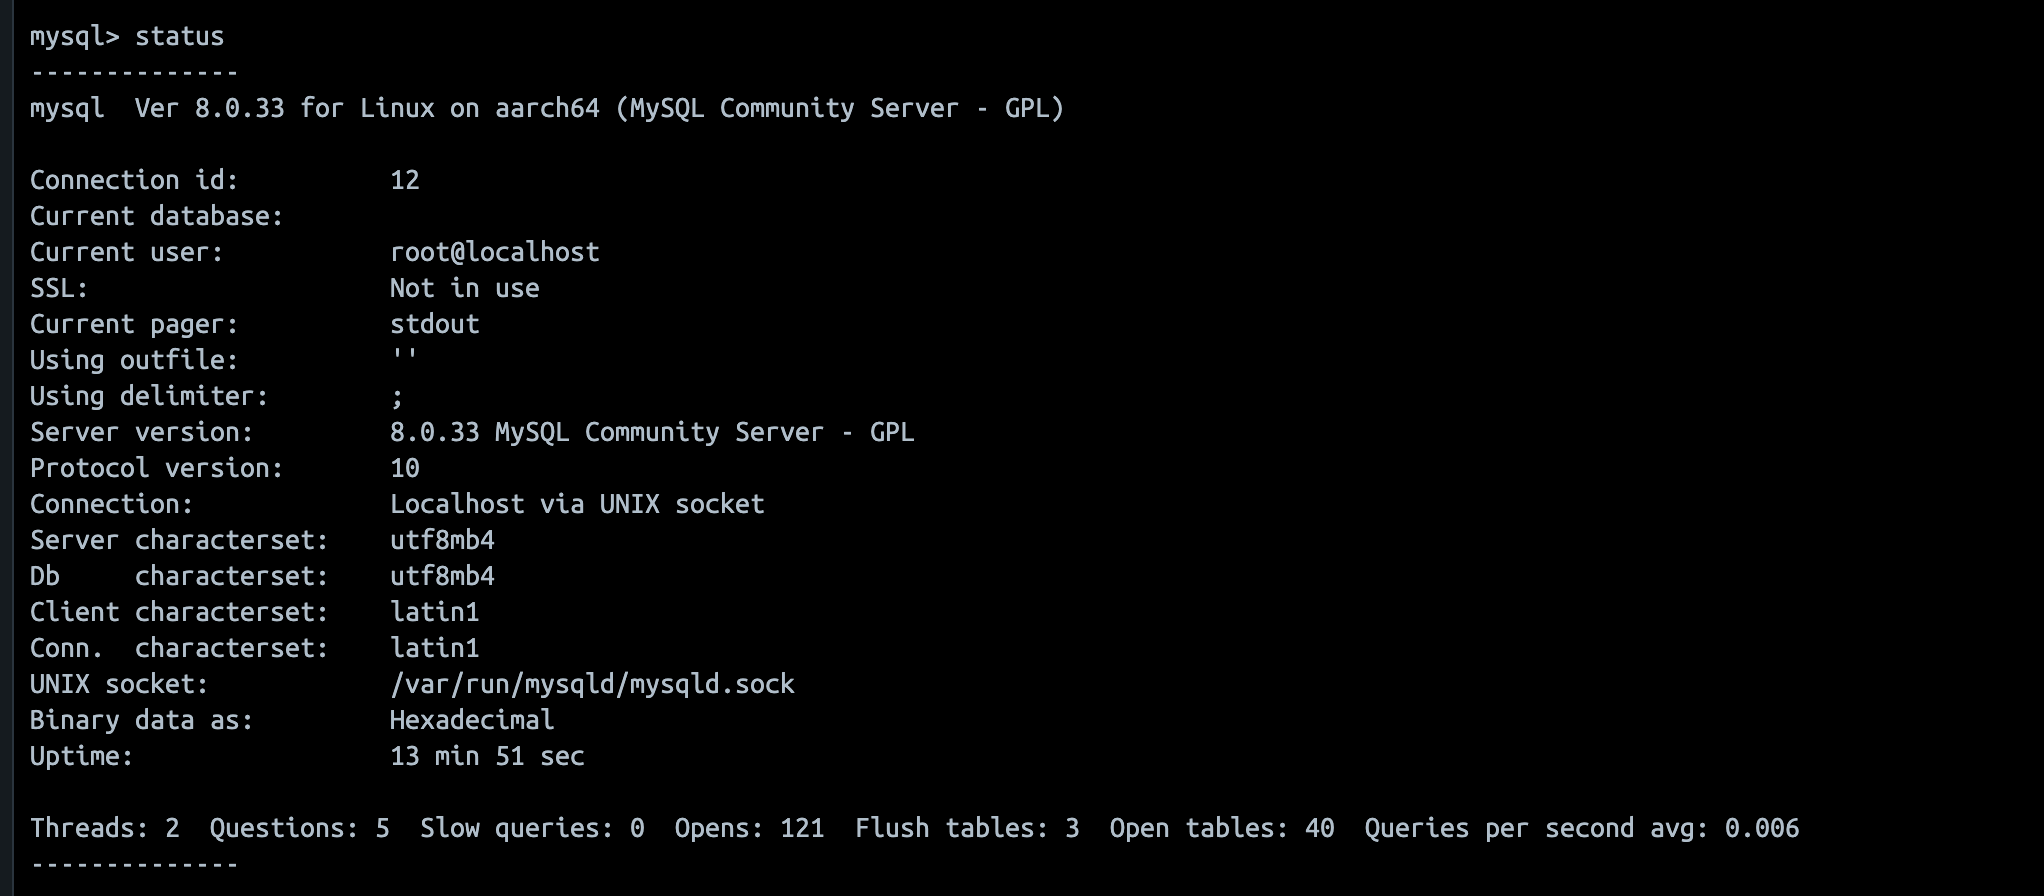 mysql> status
--------------
mysql  Ver 8.0.33 for Linux on aarch64 (MySQL Community Server - GPL)

Connection id:          12
Current database:
Current user:           root@localhost
SSL:                    Not in use
Current pager:          stdout
Using outfile:          ''
Using delimiter:        ;
Server version:         8.0.33 MySQL Community Server - GPL
Protocol version:       10
Connection:             Localhost via UNIX socket
Server characterset:    utf8mb4
Db     characterset:    utf8mb4
Client characterset:    latin1
Conn.  characterset:    latin1
UNIX socket:            /var/run/mysqld/mysqld.sock
Binary data as:         Hexadecimal
Uptime:                 13 min 51 sec

Threads: 2  Questions: 5  Slow queries: 0  Opens: 121  Flush tables: 3  Open tables: 40  Queries per second avg: 0.006
--------------